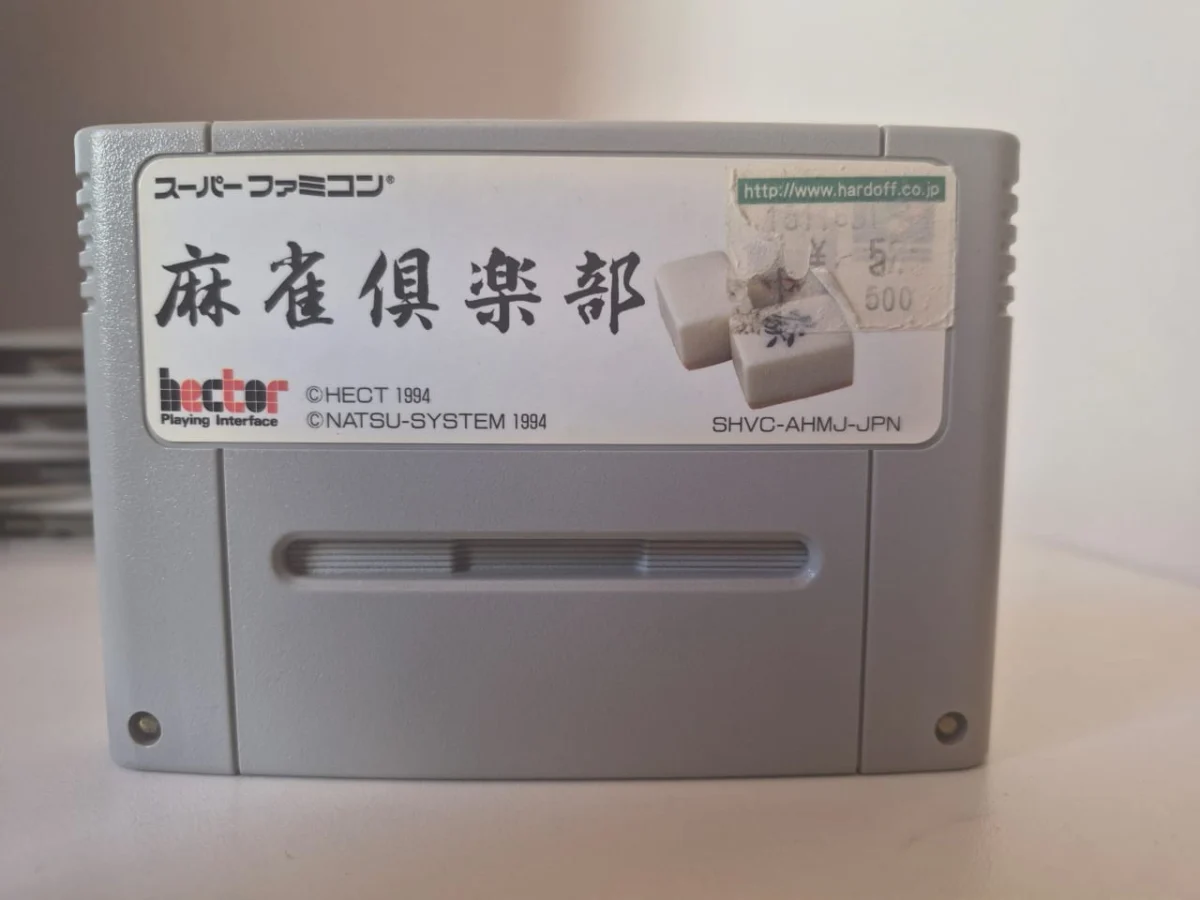 スーパーファミコン®
麻雀倶楽部
http://www.hardoff.co.jp
¥
500
hector
Playing Interface
©HECT 1994
©NATSU-SYSTEM 1994
SHVC-AHMJ-JPN